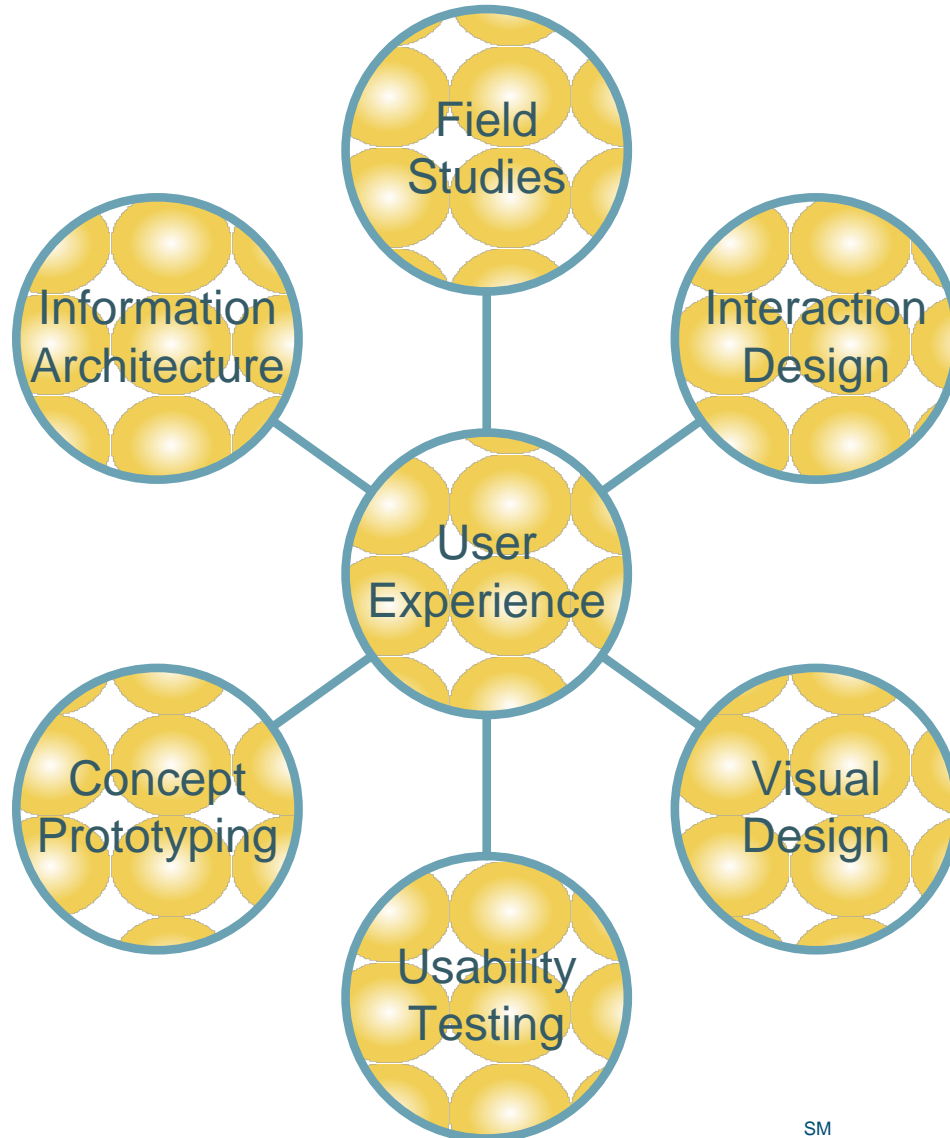 Field
Studies
Information
Architecture
Interaction
Design
User
Experience
Concept
Prototyping
Visual
Design
Usability
Testing
SM